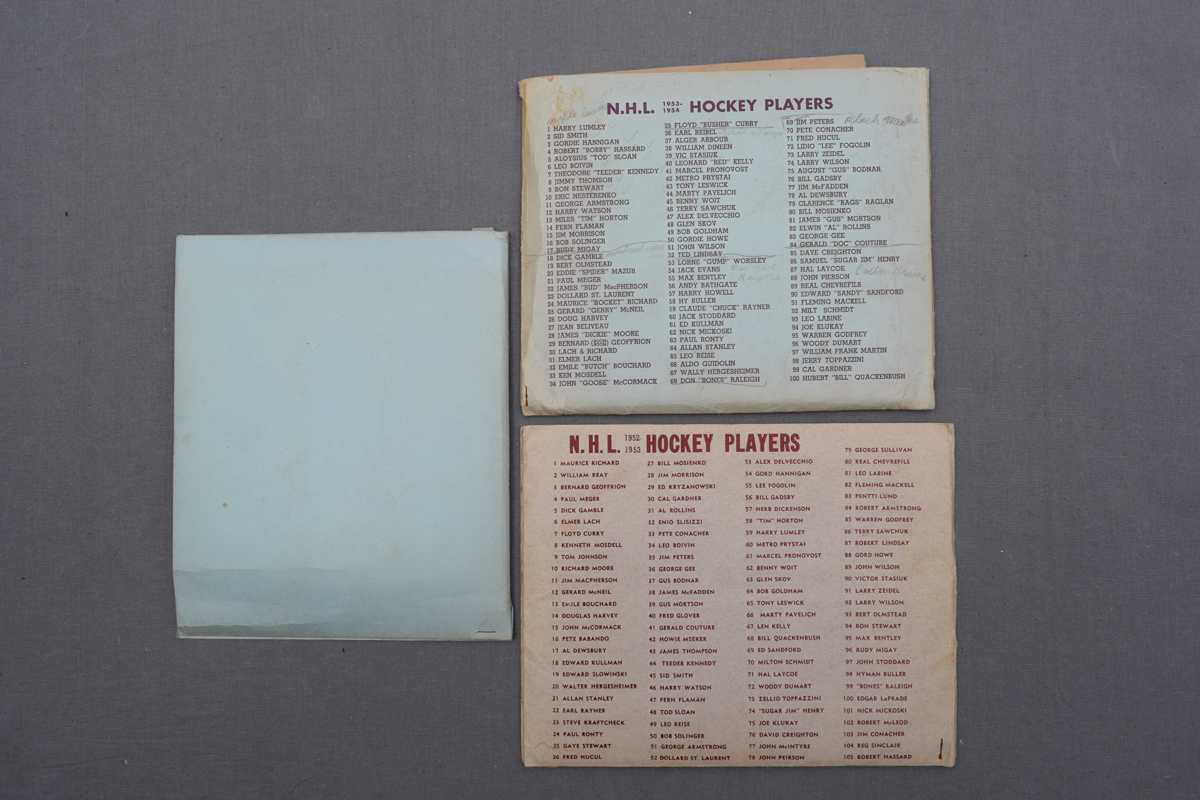 N.H.L. 1953-1954 HOCKEY PLAYERS
1 HARRY LUMLEY
2 SID SMITH
3 GORDIE HANNIGAN
4 ROBERT "BOBBY" HASSARD
5 ALOYSIUS "TOD" SLOAN
6 LEO BOIVIN
7 THEODORE "TEEDER" KENNEDY
8 JIMMY THOMSON
9 RON STEWART
10 ERIC NESTERENKO
11 GEORGE ARMSTRONG
12 HARRY WATSON
13 MILES "TIM" HORTON
14 FERN FLAMAN
15 JIM MORRISON
16 BOB SOLINGER
17 RUDY MIGAY
18 DICK GAMBLE
19 BERT OLMSTEAD
20 EDDIE "SPIDER" MAZUR
21 PAUL MEGER
22 JAMES "BUD" MacPHERSON
23 DOLLARD ST. LAURENT
24 MAURICE "ROCKET" RICHARD
25 GERARD "GERRY" McNEIL
26 DOUG HARVEY
27 JEAN BELIVEAU
28 JAMES "DICKIE" MOORE
29 BERNARD GEOFFRION
30 LACH & RICHARD
31 ELMER LACH
32 EMILE "BUTCH" BOUCHARD
33 KEN MOSDELL
34 JOHN "GOOSE" McCORMACK
35 FLOYD "BUSHER" CURRY
36 EARL REIBEL
37 ALGER ARBOUR
38 WILLIAM DINEEN
39 VIC STASIUK
40 LEONARD "RED" KELLY
41 MARCEL PRONOVOST
42 METRO PRYSTAI
43 TONY LESWICK
44 MARTY PAVELICH
45 BENNY WOIT
46 TERRY SAWCHUK
47 ALEX DELVECCHIO
48 GLEN SKOV
49 BOB GOLDHAM
50 GORDIE HOWE
51 JOHN WILSON
52 TED LINDSAY
53 LORNE "GUMP" WORSLEY
54 JACK EVANS
55 MAX BENTLEY
56 ANDY BATHGATE
57 HARRY HOWELL
58 HY BULLER
59 CLAUDE "CHUCK" RAYNER
60 JACK STODDARD
61 ED KULLMAN
62 NICK MICKOSKI
63 PAUL RONTY
64 ALLAN STANLEY
65 LEO REISE
66 ALDO GUIDOLIN
67 WALLY HERGESHEIMER
68 DON "BONES" RALEIGH
69 JIM PETERS Black Hawks
70 PETE CONACHER
71 FRED HUCUL
72 LIDIO "LEE" FOGOLIN
73 LARRY ZEIDEL
74 LARRY WILSON
75 AUGUST "GUS" BODNAR
76 BILL GADSBY
77 JIM McFADDEN
78 AL DEWSBURY
79 CLARENCE "RAGS" RAGLAN
80 BILL MOSIENKO
81 JAMES "GUS" MORTSON
82 ELWIN "AL" ROLLINS
83 GEORGE GEE
84 GERALD "DOC" COUTURE
85 DAVE CREIGHTON
86 SAMUEL "SUGAR JIM" HENRY
87 HAL LAYCOE Boston Bruins
88 JOHN PIERSON
89 REAL CHEVREFILS
90 EDWARD "SANDY" SANDFORD
91 FLEMING MACKELL
92 MILT SCHMIDT
93 LEO LABINE
94 JOE KLUKAY
95 WARREN GODFREY
96 WOODY DUMART
97 WILLIAM FRANK MARTIN
98 JERRY TOPPAZZINI
99 CAL GARDNER
100 HUBERT "BILL" QUACKENBUSH
N.H.L. 1952-1953 HOCKEY PLAYERS
1 MAURICE RICHARD
2 WILLIAM REAY
3 BERNARD GEOFFRION
4 PAUL MEGER
5 DICK GAMBLE
6 ELMER LACH
7 FLOYD CURRY
8 KENNETH MOSDELL
9 TOM JOHNSON
10 RICHARD MOORE
11 JIM MACPHERSON
12 GERARD McNEIL
13 EMILE BOUCHARD
14 DOUGLAS HARVEY
15 JOHN McCORMACK
16 PETE BABANDO
17 AL DEWSBURY
18 EDWARD KULLMAN
19 EDWARD SLOWINSKI
20 WALTER HERGESHEIMER
21 ALLAN STANLEY
22 EARL RAYNER
23 STEVE KRAFTCHECK
24 PAUL RONTY
25 GAYE STEWART
26 FRED HUCUL
27 BILL MOSIENKO
28 JIM MORRISON
29 ED KRYZANOWSKI
30 CAL GARDNER
31 AL ROLLINS
32 ENIO SLISIZZI
33 PETE CONACHER
34 LEO BOIVIN
35 JIM PETERS
36 GEORGE GEE
37 GUS BODNAR
38 JAMES McFADDEN
39 GUS MORTSON
40 FRED GLOVER
41 GERALD COUTURE
42 HOWIE MEEKER
43 JAMES THOMPSON
44 TEEDER KENNEDY
45 SID SMITH
46 HARRY WATSON
47 FERN FLAMAN
48 TOD SLOAN
49 LEO REISE
50 BOB SOLINGER
51 GEORGE ARMSTRONG
52 DOLLARD ST. LAURENT
53 ALEX DELVECCHIO
54 GORD HANNIGAN
55 LEE FOGOLIN
56 BILL GADSBY
57 HERB DICKENSON
58 "TIM" HORTON
59 HARRY LUMLEY
60 METRO PRYSTAI
61 MARCEL PRONOVOST
62 BENNY WOIT
63 GLEN SKOV
64 BOB GOLDHAM
65 TONY LESWICK
66 MARTY PAVELICH
67 LEN KELLY
68 BILL QUACKENBUSH
69 ED SANDFORD
70 MILTON SCHMIDT
71 HAL LAYCOE
72 WOODY DUMART
73 ZELLIO TOPPAZZINI
74 "SUGAR JIM" HENRY
75 JOE KLUKAY
76 DAVID CREIGHTON
77 JOHN McINTYRE
78 JOHN PEIRSON
79 GEORGE SULLIVAN
80 REAL CHEVREFILS
81 LEO LABINE
82 FLEMING MACKELL
83 PENTTI LUND
84 ROBERT ARMSTRONG
85 WARREN GODFREY
86 TERRY SAWCHUK
87 ROBERT LINDSAY
88 GORD HOWE
89 JOHN WILSON
90 VICTOR STASIUK
91 LARRY ZEIDEL
92 LARRY WILSON
93 BERT OLMSTEAD
94 RON STEWART
95 MAX BENTLEY
96 RUDY MIGAY
97 JOHN STODDARD
98 HYMAN BULLER
99 "BONES" RALEIGH
100 EDGAR LaPRADE
101 NICK MICKOSKI
102 ROBERT McLEOD
103 JIM CONACHER
104 REG SINCLAIR
105 ROBERT HASSARD